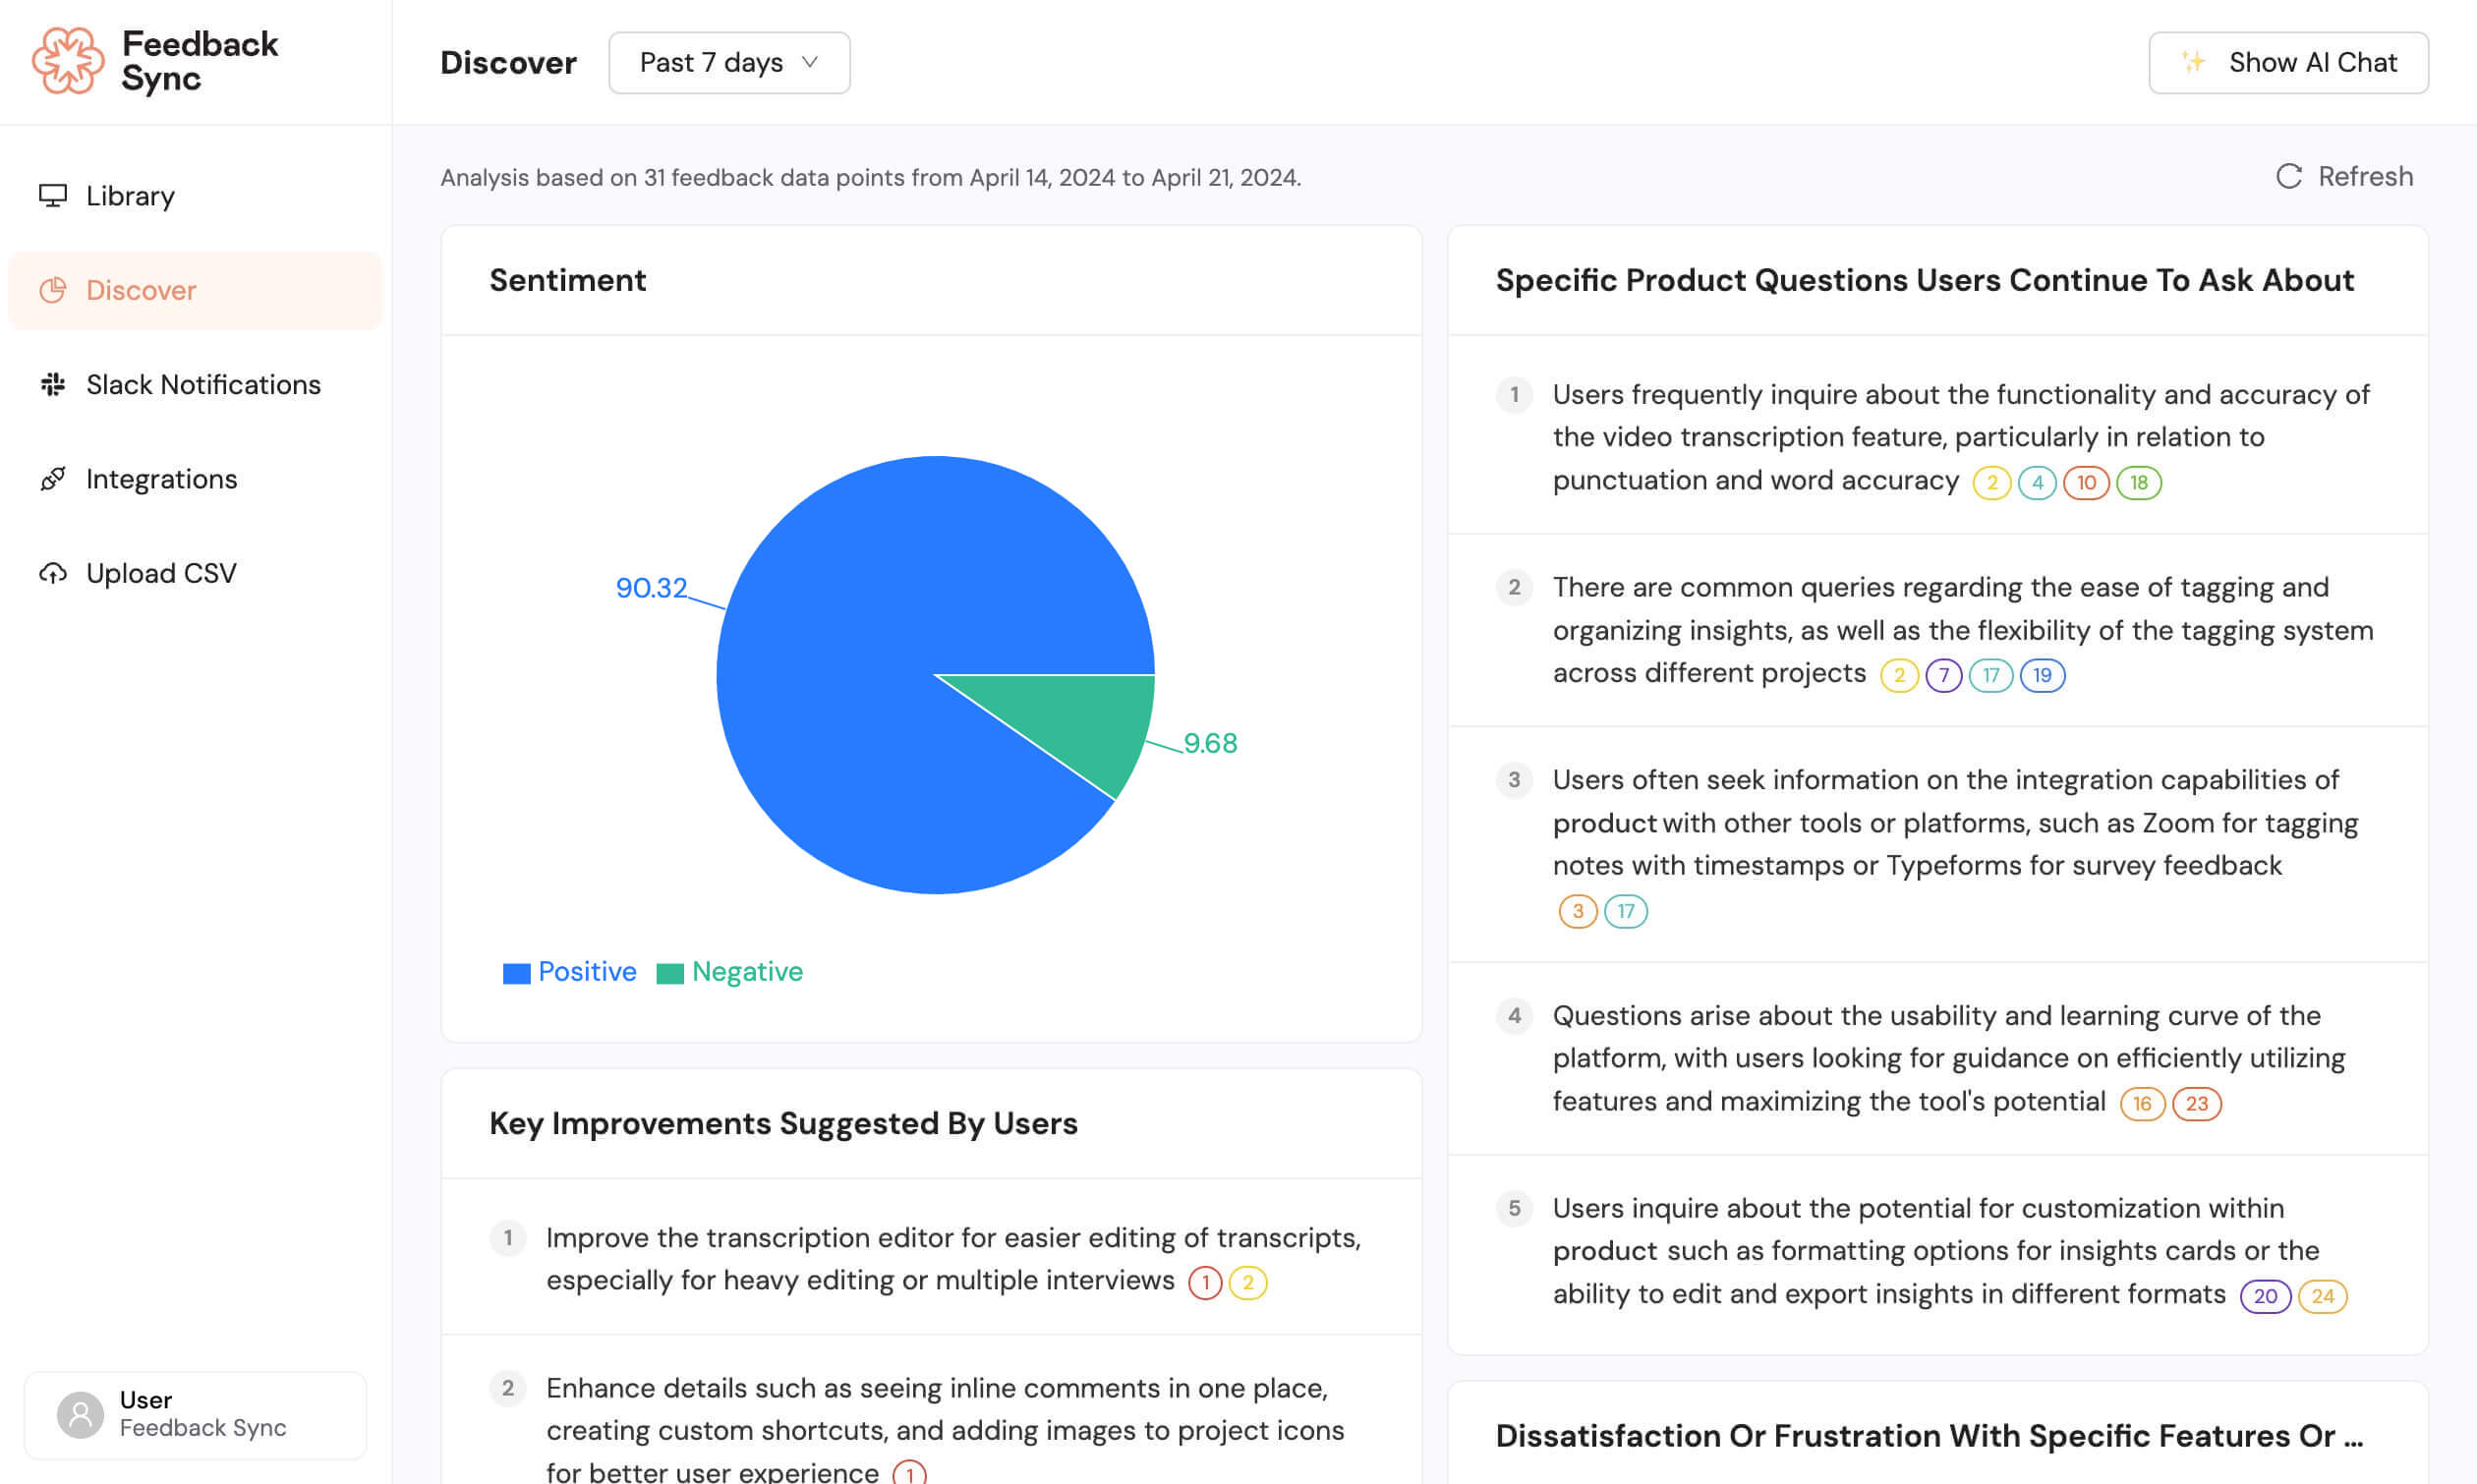 Feedback
Sync
Library
Discover
Slack Notifications
Integrations
Upload CSV
User
Feedback Sync
Discover
Past 7 days
Show AI Chat
Analysis based on 31 feedback data points from April 14, 2024 to April 21, 2024.
Refresh
Sentiment
90.32
9.68
Positive
Negative
Key Improvements Suggested By Users
1 Improve the transcription editor for easier editing of transcripts,
especially for heavy editing or multiple interviews 1 2
2 Enhance details such as seeing inline comments in one place,
creating custom shortcuts, and adding images to project icons
for better user experience 1
Specific Product Questions Users Continue To Ask About
1 Users frequently inquire about the functionality and accuracy of
the video transcription feature, particularly in relation to
punctuation and word accuracy 2 4 10 18
2 There are common queries regarding the ease of tagging and
organizing insights, as well as the flexibility of the tagging system
across different projects 2 7 17 19
3 Users often seek information on the integration capabilities of
product with other tools or platforms, such as Zoom for tagging
notes with timestamps or Typeforms for survey feedback
3 17
4 Questions arise about the usability and learning curve of the
platform, with users looking for guidance on efficiently utilizing
features and maximizing the tool's potential 16 23
5 Users inquire about the potential for customization within
product such as formatting options for insights cards or the
ability to edit and export insights in different formats 20 24
Dissatisfaction Or Frustration With Specific Features Or ...